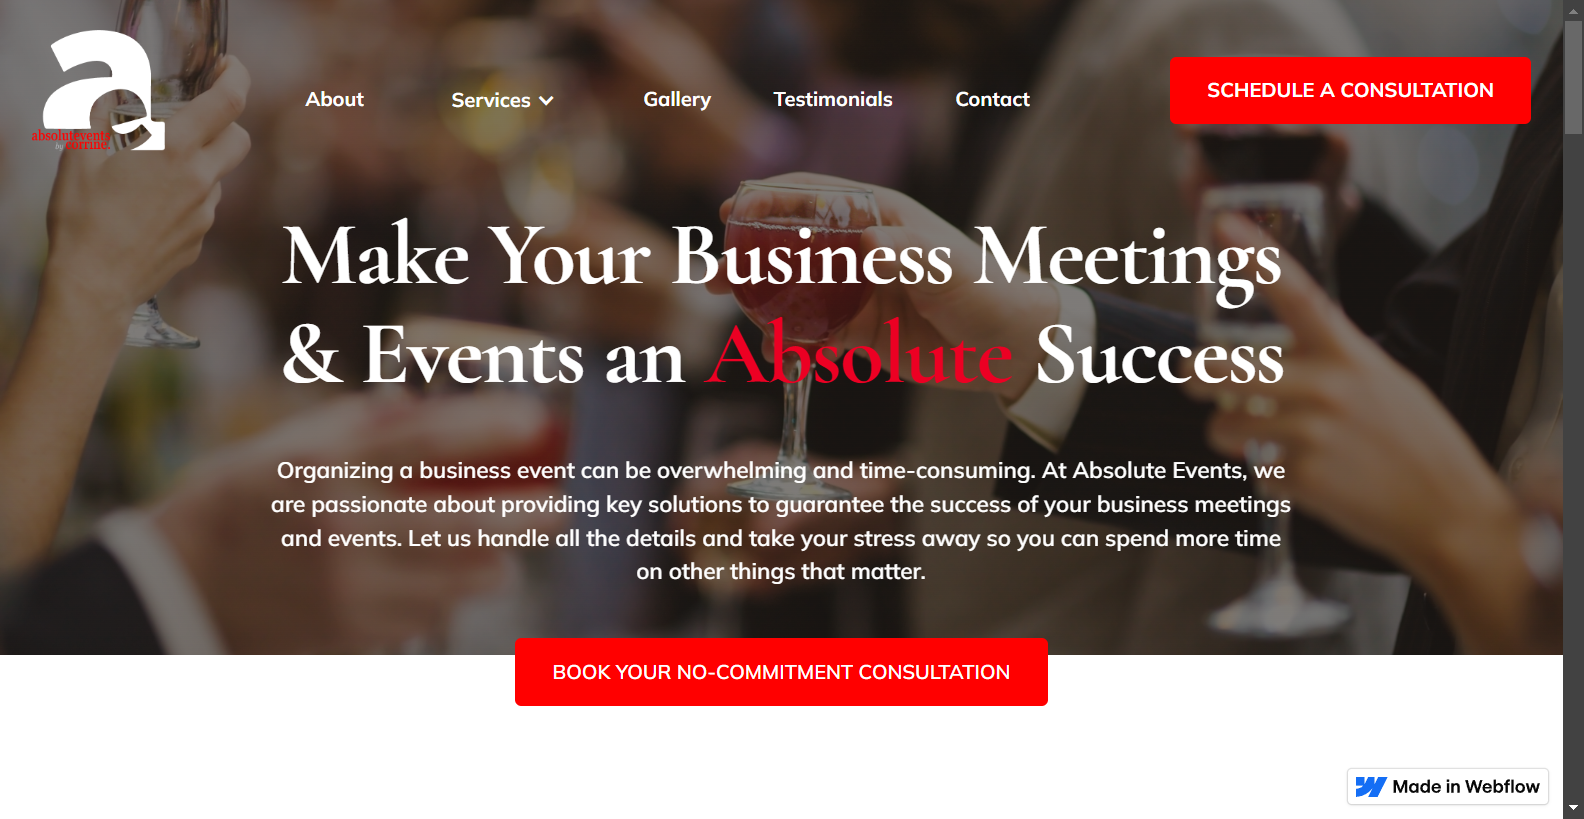 a
absolutevents
by corrine.
About
Services
Gallery
Testimonials
Contact
SCHEDULE A CONSULTATION
Make Your Business Meetings
& Events an Absolute Success
Organizing a business event can be overwhelming and time-consuming. At Absolute Events, we
are passionate about providing key solutions to guarantee the success of your business meetings
and events. Let us handle all the details and take your stress away so you can spend more time
on other things that matter.
BOOK YOUR NO-COMMITMENT CONSULTATION
Made in Webflow